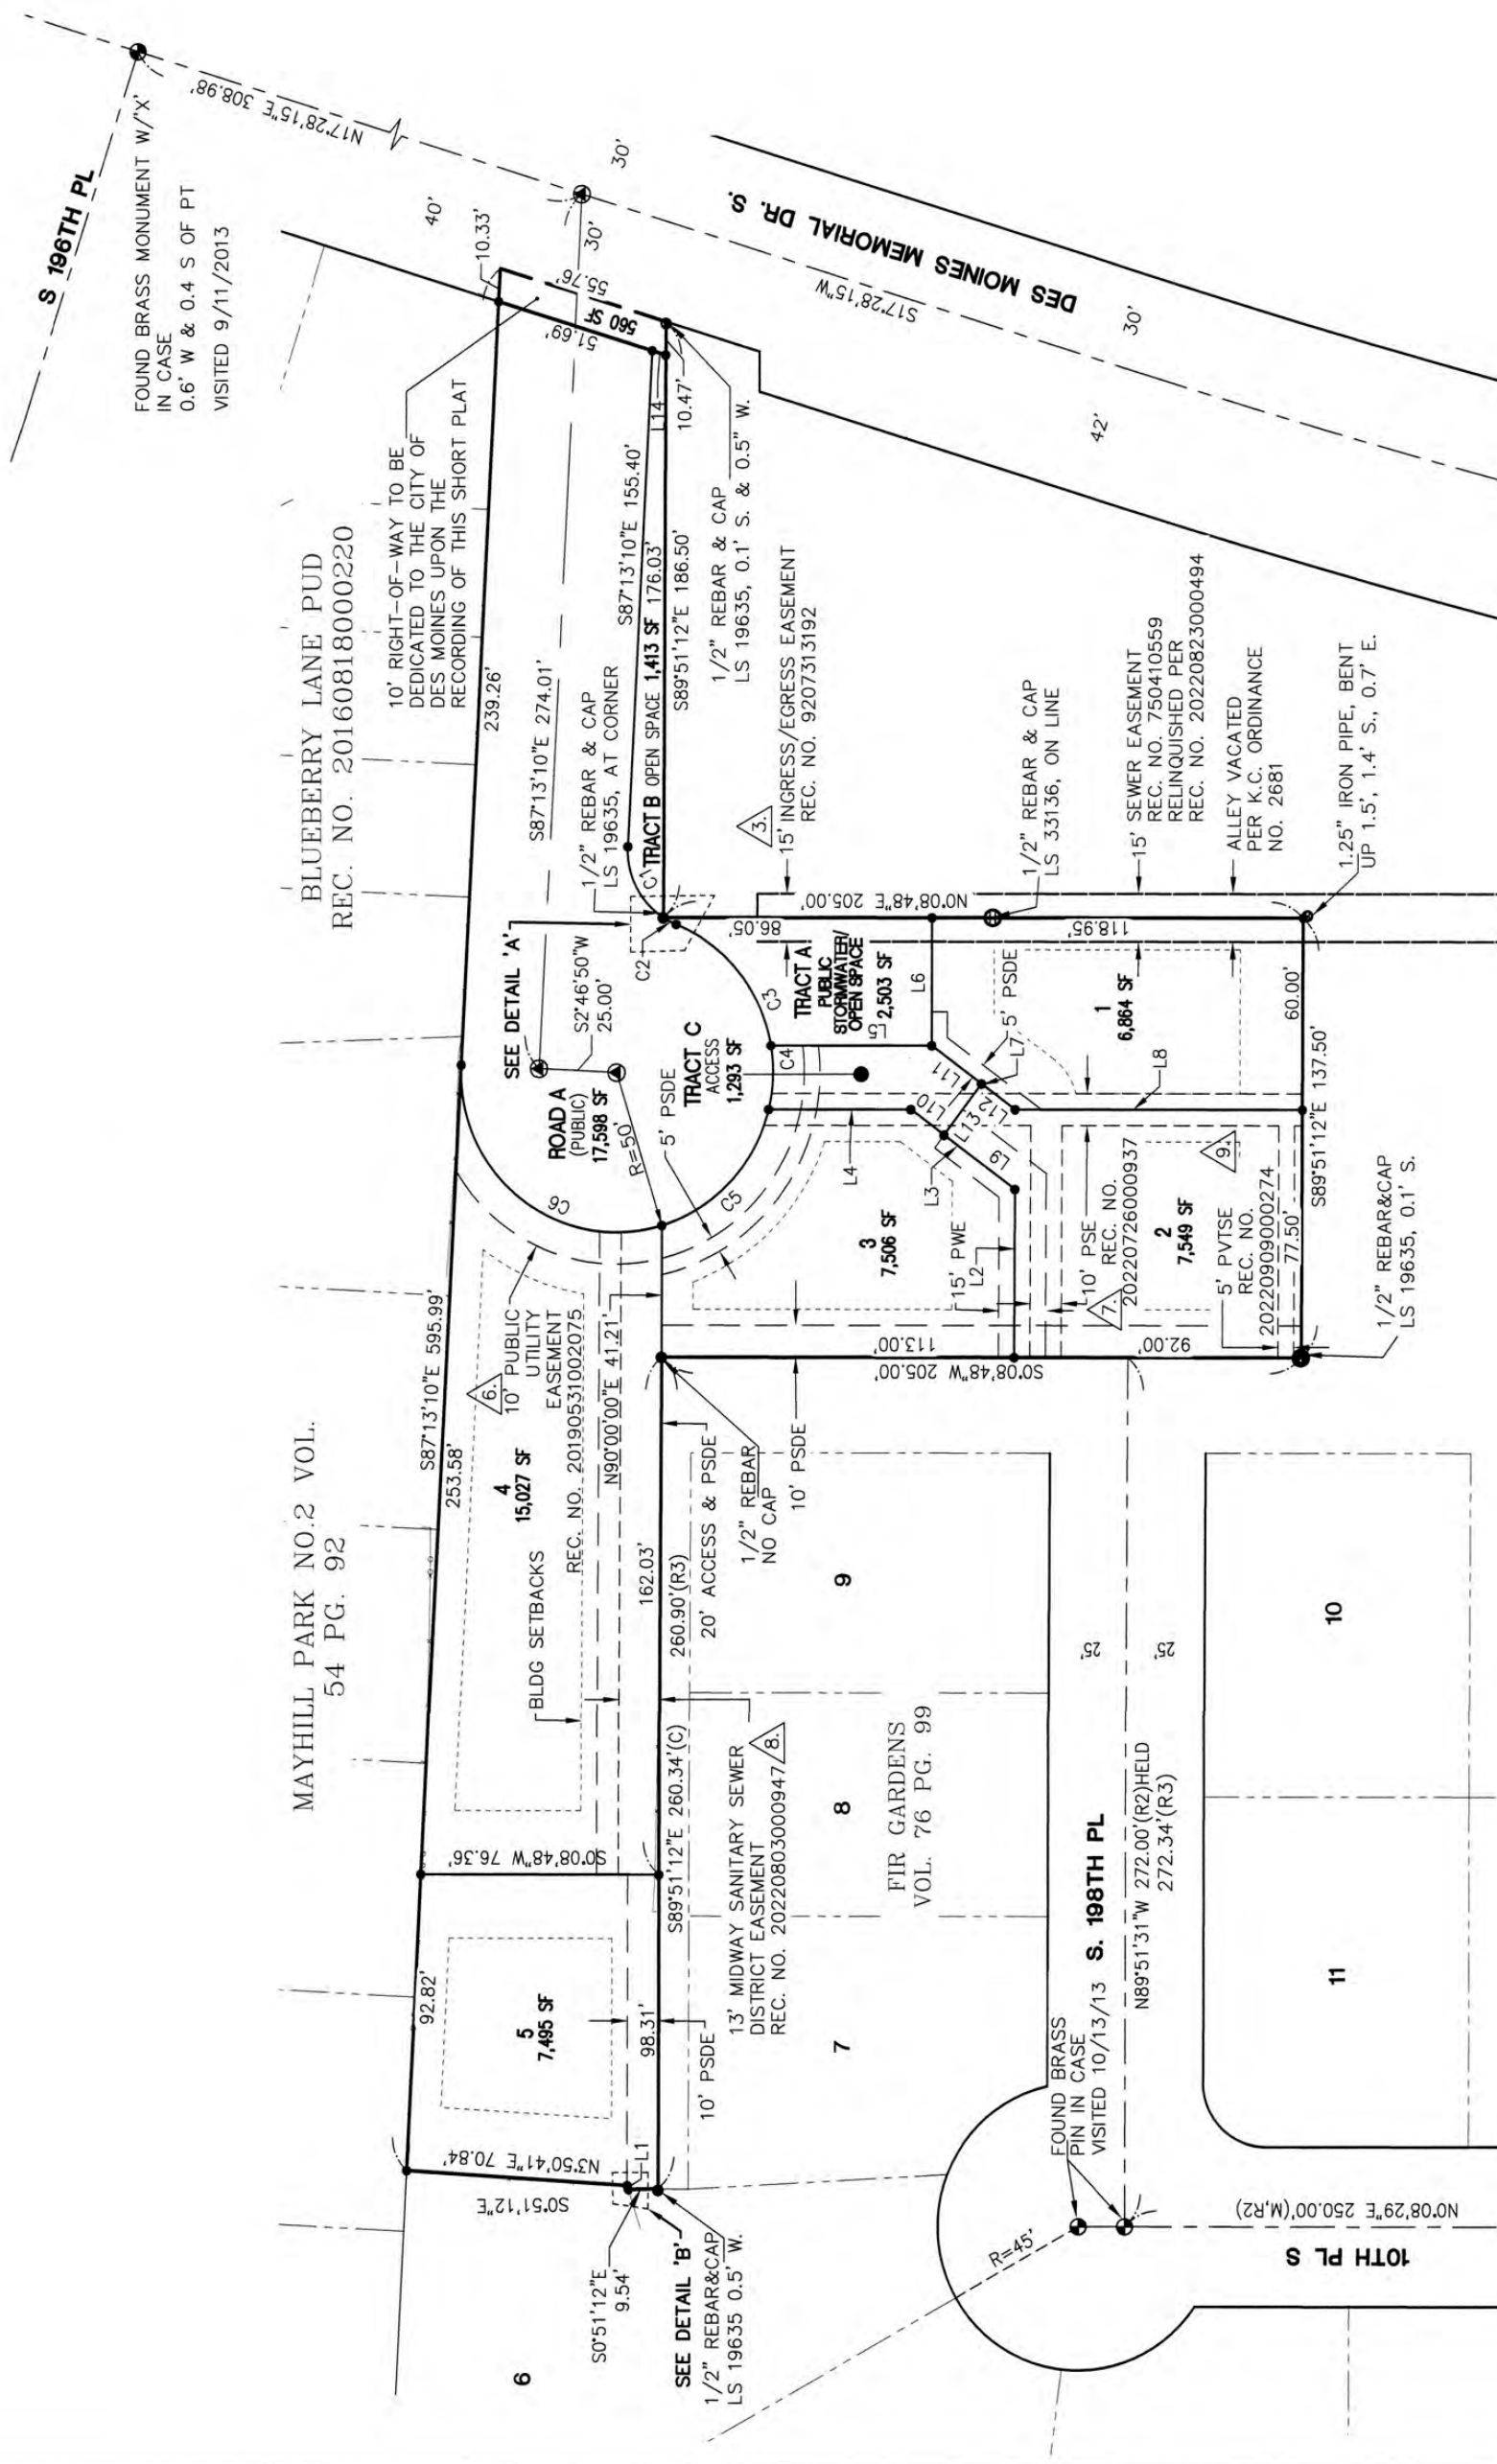 S 196TH PL
FOUND BRASS MONUMENT W/'X'
IN CASE
0.6' W & 0.4 S OF PT
VISITED 9/11/2013
N17°28'15"E 308.98'
40'
30'
30'
10.33'
55.76'
560 SF
51.69'
DES MOINES MEMORIAL DR. S.
S17°28'15"W
30'
42'
BLUEBERRY LANE PUD
REC. NO. 20160818000220
10' RIGHT-OF-WAY TO BE
DEDICATED TO THE CITY OF
DES MOINES UPON THE
RECORDING OF THIS SHORT PLAT
239.26'
S87°13'10"E 274.01'
1/2" REBAR & CAP
LS 19635, AT CORNER
S87°13'10"E 155.40'
L14
10.47'
C1
TRACT B OPEN SPACE 1,413 SF
176.03'
S89°51'12"E 186.50'
1/2" REBAR & CAP
LS 19635, 0.1' S. & 0.5" W.
3.
15' INGRESS/EGRESS EASEMENT
REC. NO. 9207313192
1/2" REBAR & CAP
LS 33136, ON LINE
15' SEWER EASEMENT
REC. NO. 750410559
RELINQUISHED PER
REC. NO. 20220823000494
ALLEY VACATED
PER K.C. ORDINANCE
NO. 2681
1.25" IRON PIPE, BENT
UP 1.5', 1.4' S., 0.7' E.
SEE DETAIL 'A'
S2°46'50"W
25.00'
C2
ROAD A
(PUBLIC)
17,598 SF
R=50'
5' PSDE
C3
C4
C5
C6
86.05'
N0°08'48"E 205.00'
118.95'
TRACT A
PUBLIC
STORMWATER/
OPEN SPACE
2,503 SF
TRACT C
ACCESS
1,293 SF
L5
L6
5' PSDE
L7
L11
L10
L12
L13
L4
L3
L9
L8
1
6,864 SF
60.00'
S89°51'12"E 137.50'
3
7,506 SF
15' PWE
L2
10' PSE
7.
REC. NO.
20220726000937
2
7,549 SF
9.
5' PVTSE
REC. NO.
20220909000274
77.50'
113.00'
S0°08'48"W 205.00'
92.00'
1/2" REBAR&CAP
LS 19635, 0.1' S.
MAYHILL PARK NO.2 VOL.
54 PG. 92
S87°13'10"E 595.99'
253.58'
6.
10' PUBLIC
UTILITY
EASEMENT
REC. NO. 20190531002075
4
15,027 SF
BLDG SETBACKS
N90°00'00"E 41.21'
162.03'
260.90'(R3)
20' ACCESS & PSDE
1/2" REBAR
NO CAP
10' PSDE
S0°08'48"W 76.36'
S89°51'12"E 260.34'(C)
13' MIDWAY SANITARY SEWER
DISTRICT EASEMENT
REC. NO. 20220803000947
8.
92.82'
5
7,495 SF
98.31'
10' PSDE
N3°50'41"E 70.84'
S0°51'12"E
L1
S0°51'12"E
9.54'
SEE DETAIL 'B'
1/2" REBAR&CAP
LS 19635 0.5' W.
6
7
8
9
10
11
FIR GARDENS
VOL. 76 PG. 99
25'
25'
S. 198TH PL
N89°51'31"W 272.00'(R2)HELD
272.34'(R3)
FOUND BRASS
PIN IN CASE
VISITED 10/13/13
R=45'
N0°08'29"E 250.00'(M,R2)
10TH PL S